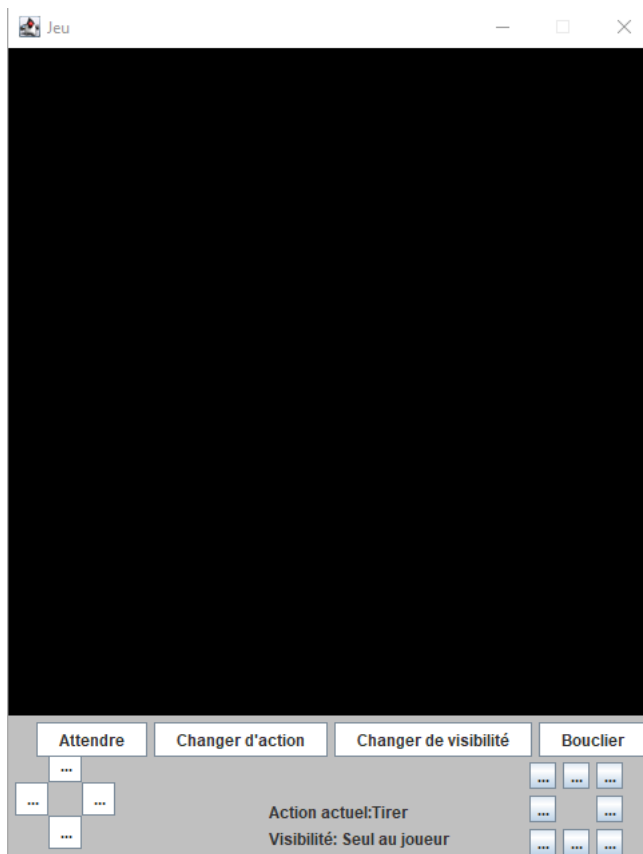 Jeu
Attendre Changer d'action Changer de visibilité Bouclier
... ... ... ...
... ... ... ...
Action actuel:Tirer
Visibilité: Seul au joueur
... ... ... ...